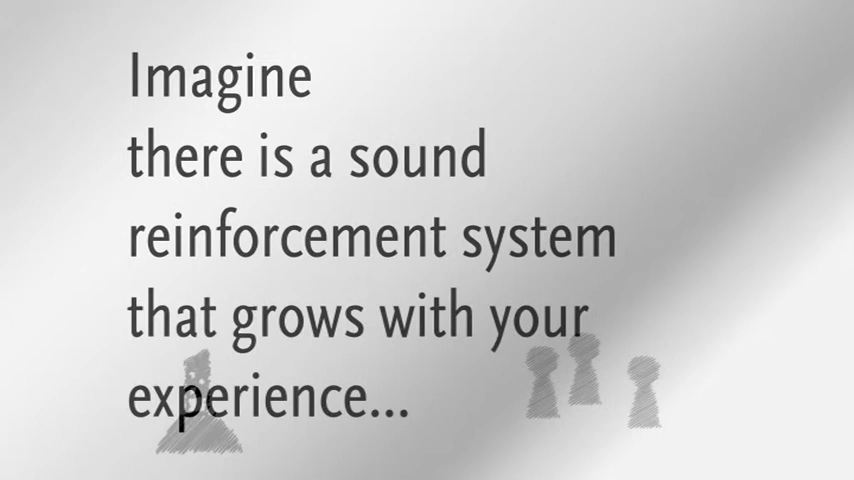 Imagine
there is a sound
reinforcement system
that grows with your
experience...